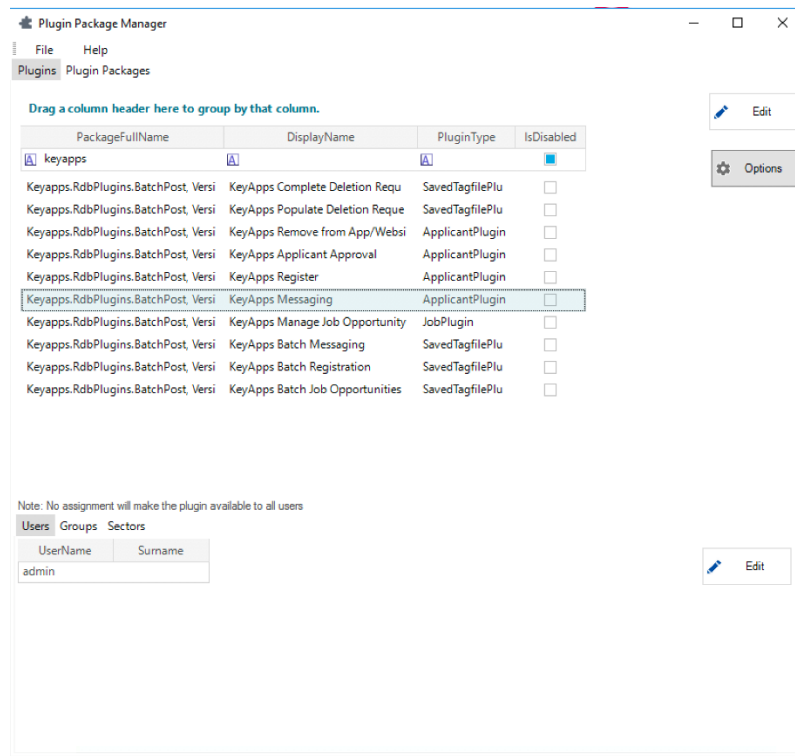 Plugin Package Manager
File Help
Plugins Plugin Packages
Drag a column header here to group by that column.
Edit
PackageFullName DisplayName PluginType IsDisabled
A keyapps A A
Options
Keyapps.RdbPlugins.BatchPost, Versi KeyApps Complete Deletion Requ SavedTagfilePlu
Keyapps.RdbPlugins.BatchPost, Versi KeyApps Populate Deletion Reque SavedTagfilePlu
Keyapps.RdbPlugins.BatchPost, Versi KeyApps Remove from App/Websi ApplicantPlugin
Keyapps.RdbPlugins.BatchPost, Versi KeyApps Applicant Approval ApplicantPlugin
Keyapps.RdbPlugins.BatchPost, Versi KeyApps Register ApplicantPlugin
Keyapps.RdbPlugins.BatchPost, Versi KeyApps Messaging ApplicantPlugin
Keyapps.RdbPlugins.BatchPost, Versi KeyApps Manage Job Opportunity JobPlugin
Keyapps.RdbPlugins.BatchPost, Versi KeyApps Batch Messaging SavedTagfilePlu
Keyapps.RdbPlugins.BatchPost, Versi KeyApps Batch Registration SavedTagfilePlu
Keyapps.RdbPlugins.BatchPost, Versi KeyApps Batch Job Opportunities SavedTagfilePlu
Note: No assignment will make the plugin available to all users
Users Groups Sectors
UserName Surname
Edit
admin